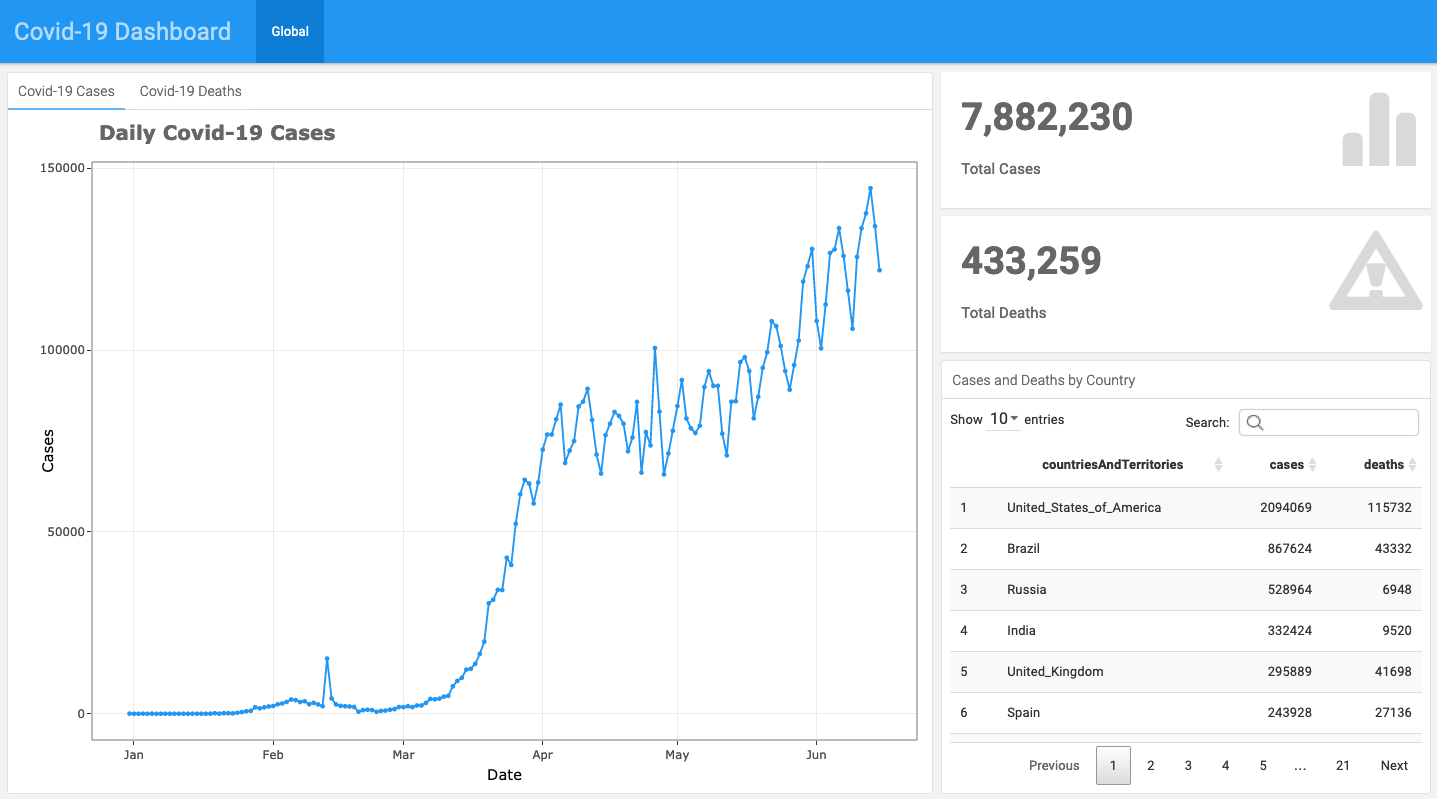 Covid-19 Dashboard Global
Covid-19 Cases Covid-19 Deaths
Daily Covid-19 Cases
150000
100000
50000
0
Cases
Jan Feb Mar Apr May Jun
Date
7,882,230
Total Cases
433,259
Total Deaths
Cases and Deaths by Country
Show 10 entries Search:
countriesAndTerritories cases deaths
1 United_States_of_America 2094069 115732
2 Brazil 867624 43332
3 Russia 528964 6948
4 India 332424 9520
5 United_Kingdom 295889 41698
6 Spain 243928 27136
Previous 1 2 3 4 5 … 21 Next